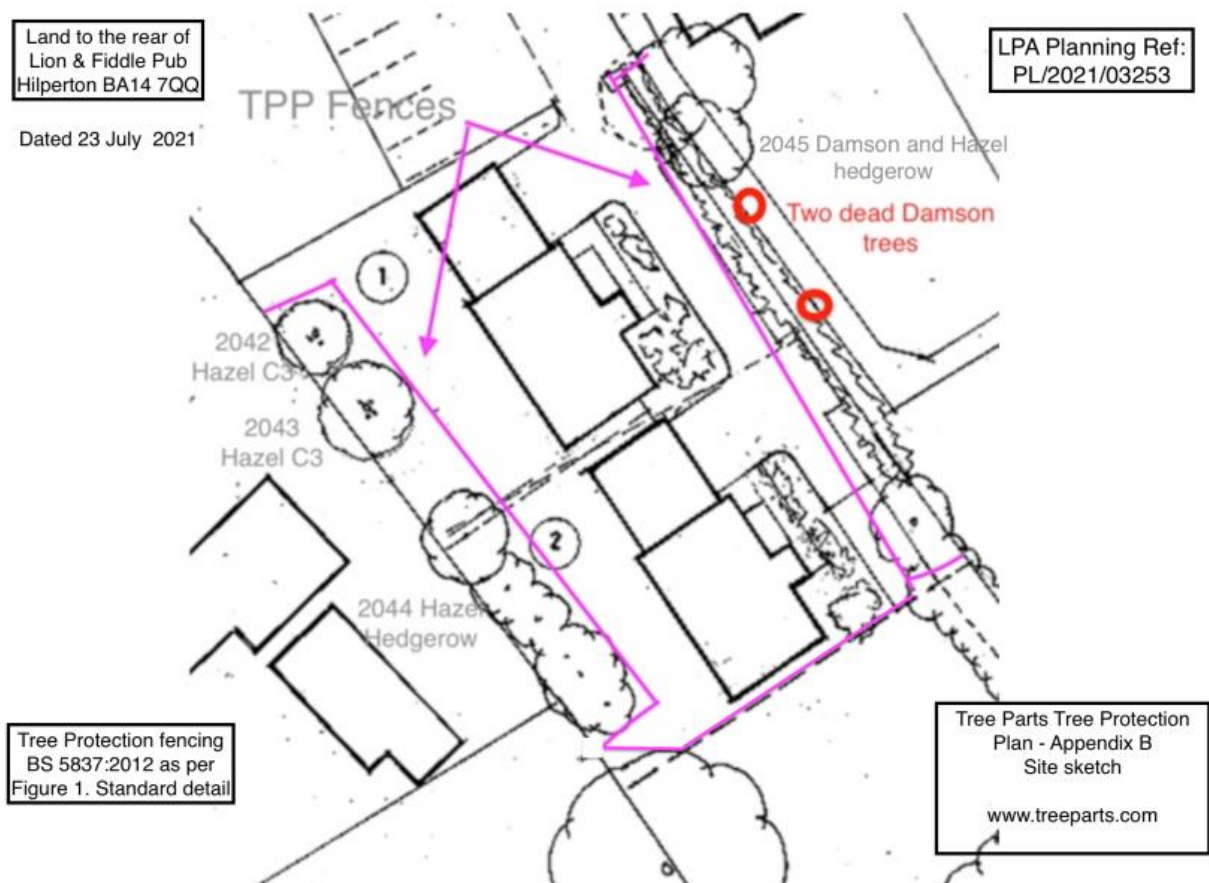 Land to the rear of
Lion & Fiddle Pub
Hilperton BA14 7QQ
Dated 23 July 2021
LPA Planning Ref:
PL/2021/03253
TPP Fences
2045 Damson and Hazel
hedgerow
Two dead Damson
trees
1
2042
Hazel C3
2043
Hazel C3
2
2044 Hazel
Hedgerow
Tree Protection fencing
BS 5837:2012 as per
Figure 1. Standard detail
Tree Parts Tree Protection
Plan - Appendix B
Site sketch
www.treeparts.com